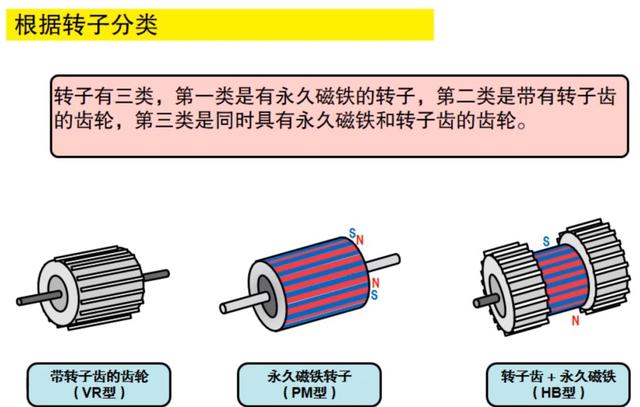 根据转子分类
转子有三类，第一类是有永久磁铁的转子，第二类是带有转子齿
的齿轮，第三类是同时具有永久磁铁和转子齿的齿轮。
S
N
N
S
S
N
带转子齿的齿轮
（VR型）
永久磁铁转子
（PM型）
转子齿 + 永久磁铁
（HB型）